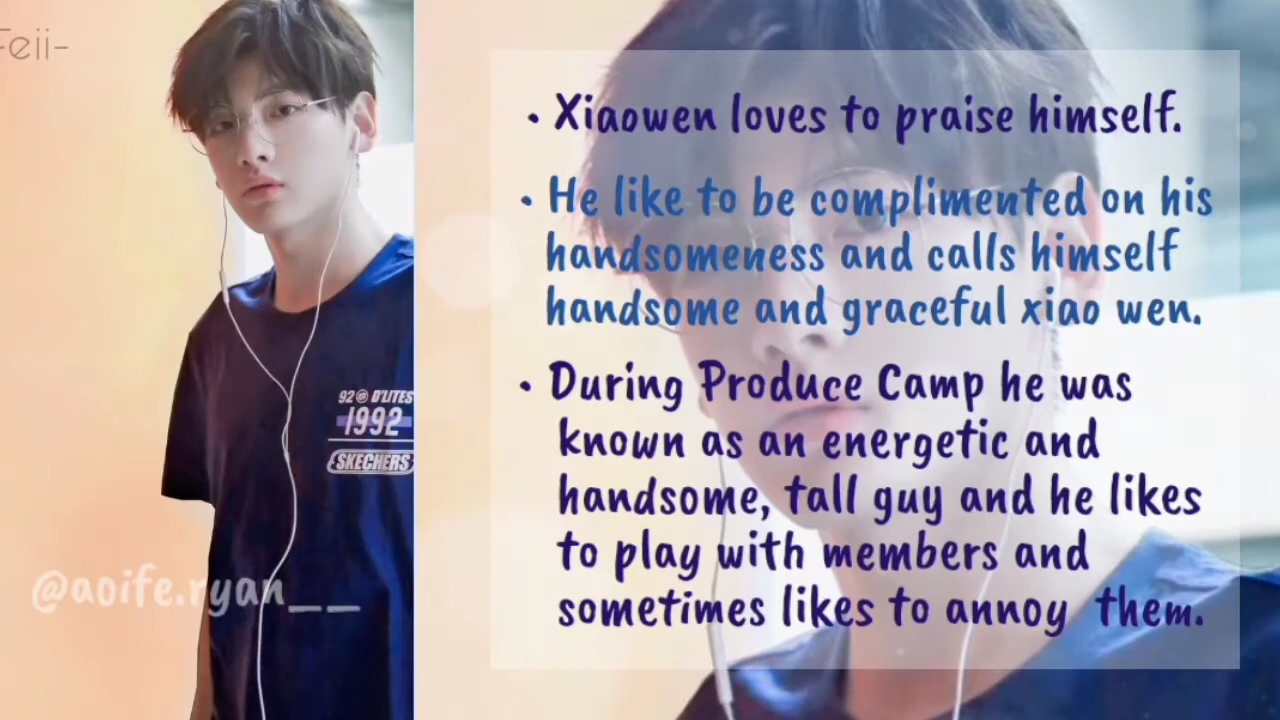 -Feii-
• Xiaowen loves to praise himself.
• He like to be complimented on his
handsomeness and calls himself
handsome and graceful xiao wen.
• During Produce Camp he was
known as an energetic and
handsome, tall guy and he likes
to play with members and
sometimes likes to annoy them.
92 D'LITES
1992
SKECHERS
@aoife.ryan__